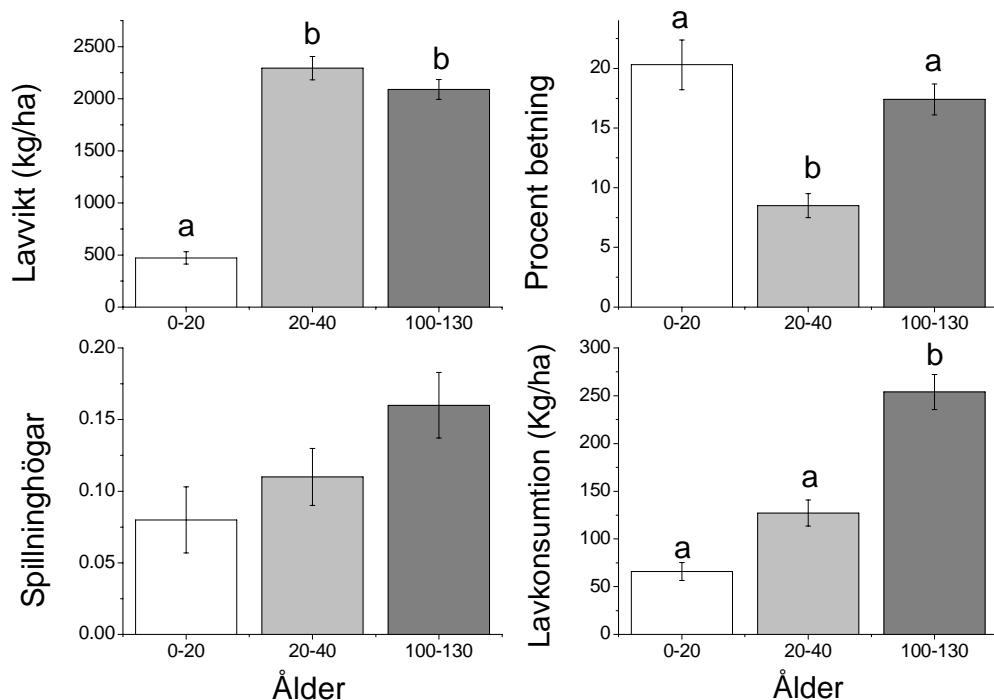 Lavvikt (kg/ha)
2500
2000
1500
1000
500
0
a
b
b
0-20
20-40
100-130
Procent betning
20
15
10
5
0
a
b
a
0-20
20-40
100-130
Spillninghögar
0.20
0.15
0.10
0.05
0.00
0-20
20-40
100-130
Ålder
Lavkonsumtion (Kg/ha)
300
250
200
150
100
50
0
a
a
b
0-20
20-40
100-130
Ålder